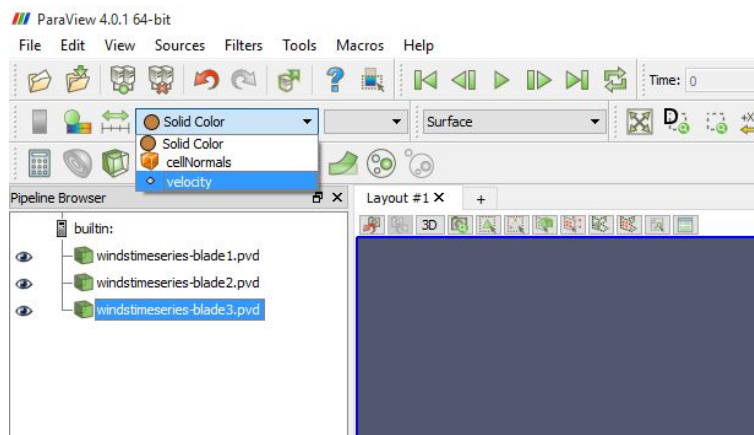 ParaView 4.0.1 64-bit
File Edit View Sources Filters Tools Macros Help
Time: 0
Solid Color Surface
Solid Color
cellNormals
velocity
Pipeline Browser Layout #1 X +
3D
builtin:
windstimeseries-blade1.pvd
windstimeseries-blade2.pvd
windstimeseries-blade3.pvd